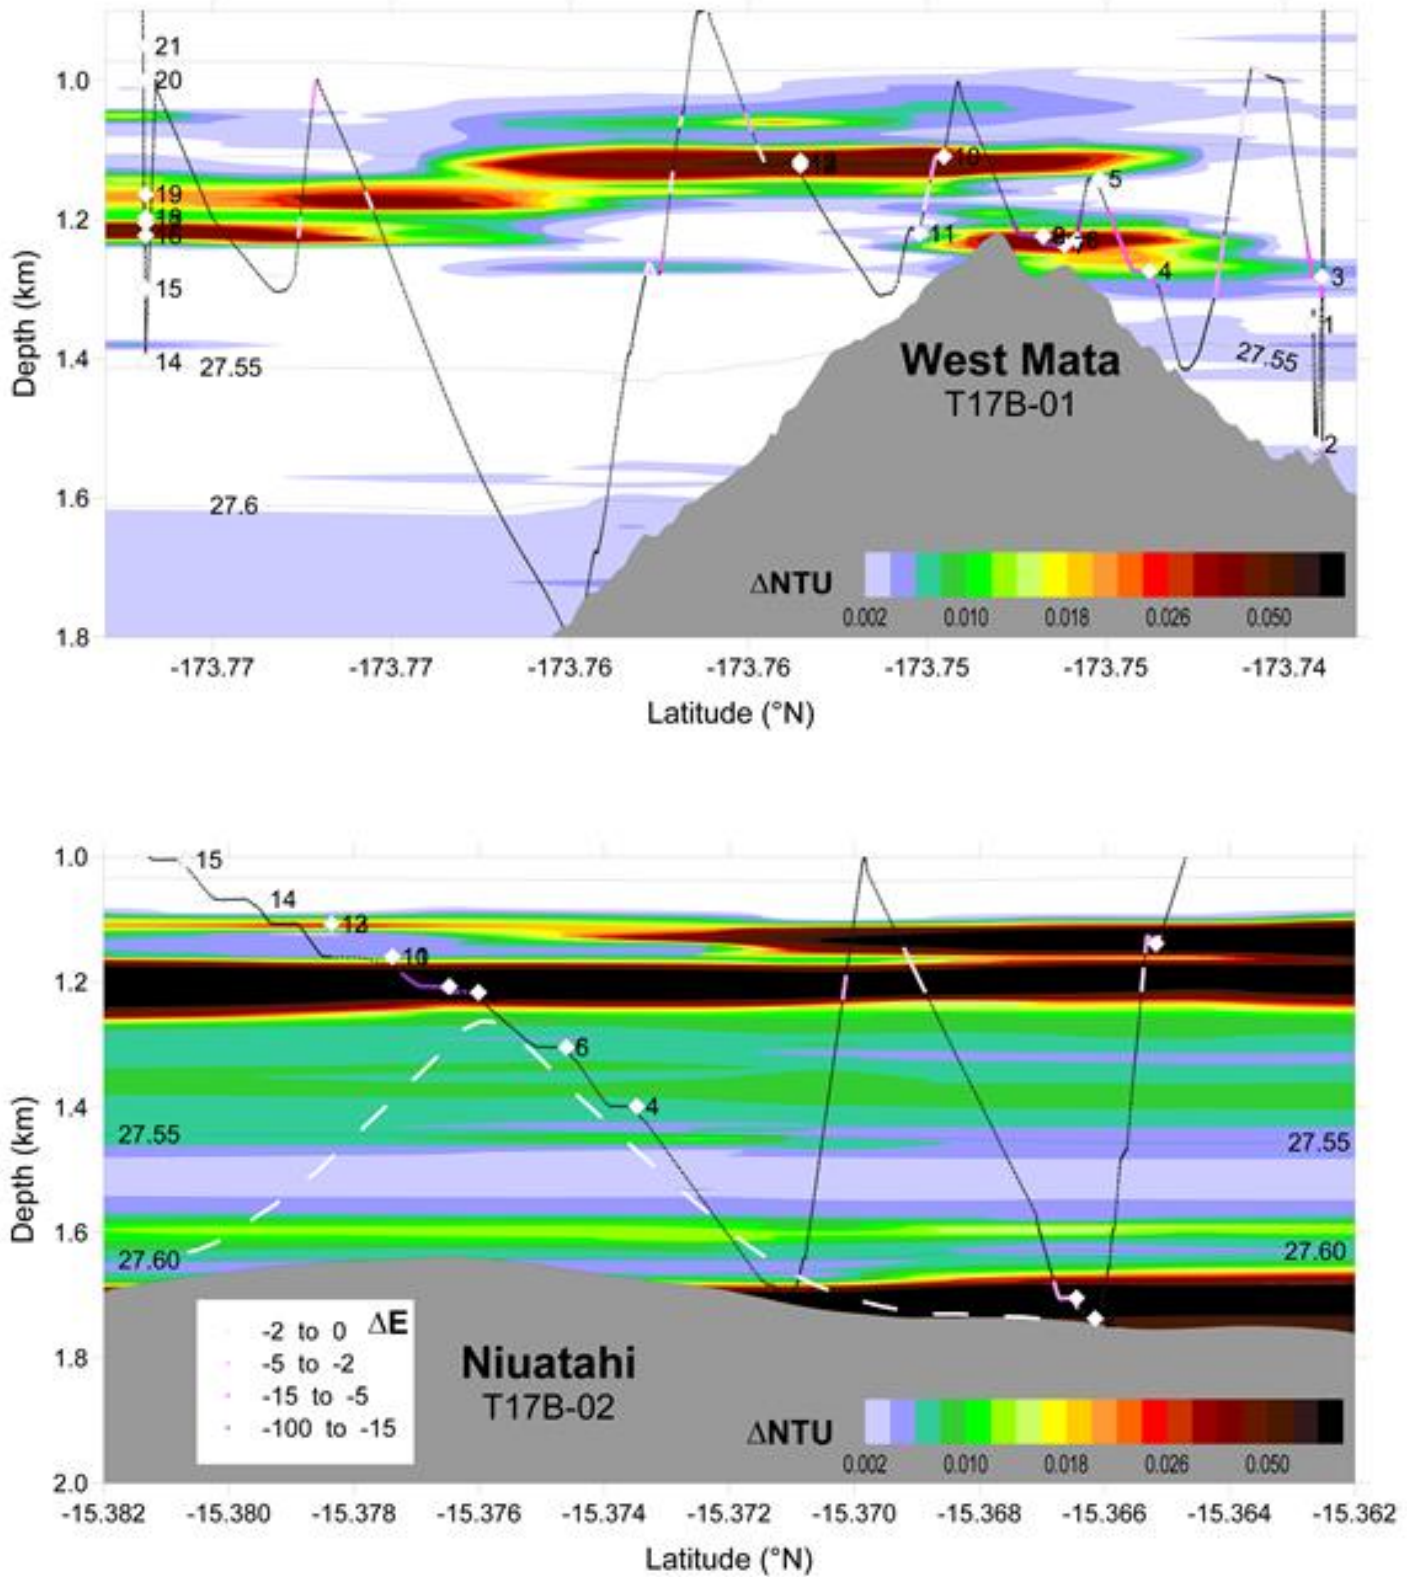 21
20
1.0
19
18
16
1.2
15
14
27.55
1.4
27.6
1.6
1.8
Depth (km)
10
5
11
4
3
1
27.55
2
West Mata
T17B-01
ΔNTU
0.002 0.010 0.018 0.026 0.050
-173.77 -173.77 -173.76 -173.76 -173.75 -173.75 -173.74
Latitude (°N)
1.0
15
14
1.2
6
4
1.4
27.55 27.55
1.6
27.60 27.60
1.8
2.0
Depth (km)
ΔE
-2 to 0
-5 to -2
-15 to -5
-100 to -15
Niuatahi
T17B-02
ΔNTU
0.002 0.010 0.018 0.026 0.050
-15.382 -15.380 -15.378 -15.376 -15.374 -15.372 -15.370 -15.368 -15.366 -15.364 -15.362
Latitude (°N)